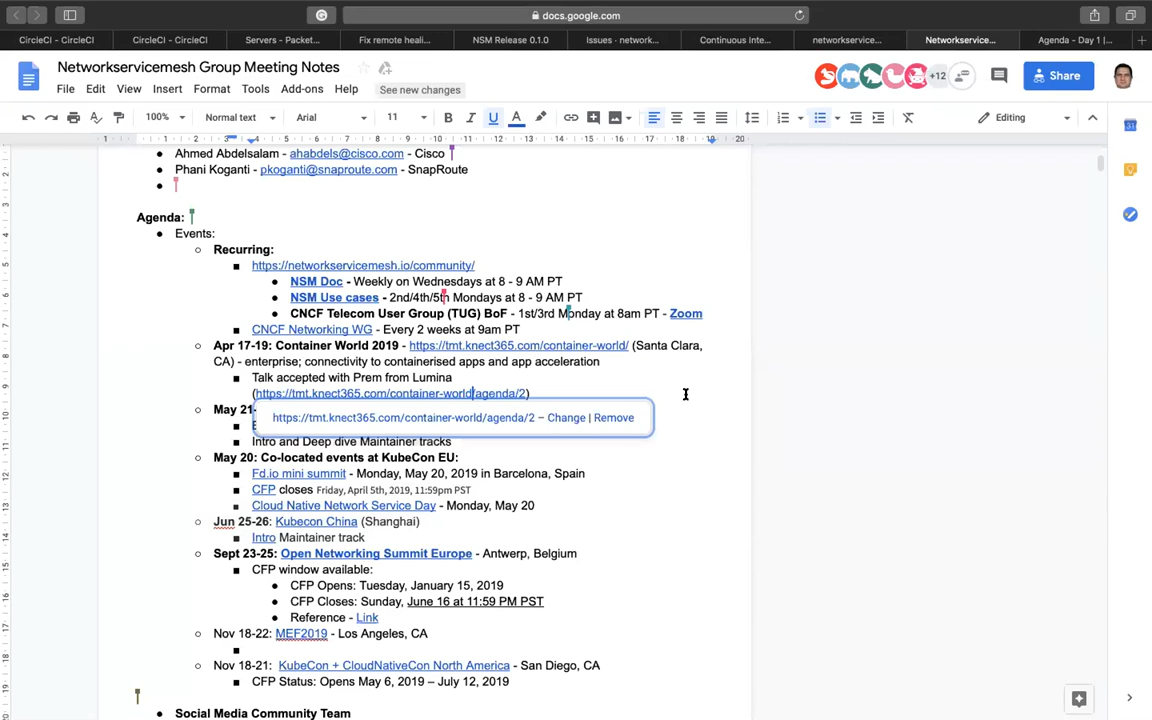 docs.google.com
CircleCI - CircleCI
CircleCI - CircleCI
Servers - Packet...
Fix remote heali...
NSM Release 0.1.0
Issues · network...
Continuous Inte...
networkservice...
Networkservice...
Agenda - Day 1 |...
Networkservicemesh Group Meeting Notes
File Edit View Insert Format Tools Add-ons Help See new changes
+12
Share
100% Normal text Arial 11 B I U A Editing
Ahmed Abdelsalam - ahabdels@cisco.com - Cisco
Phani Koganti - pkoganti@snaproute.com - SnapRoute
Agenda:
Events:
Recurring:
https://networkservicemesh.io/community/
NSM Doc - Weekly on Wednesdays at 8 - 9 AM PT
NSM Use cases - 2nd/4th/5th Mondays at 8 - 9 AM PT
CNCF Telecom User Group (TUG) BoF - 1st/3rd Monday at 8am PT - Zoom
CNCF Networking WG - Every 2 weeks at 9am PT
Apr 17-19: Container World 2019 - https://tmt.knect365.com/container-world/ (Santa Clara,
CA) - enterprise; connectivity to containerised apps and app acceleration
Talk accepted with Prem from Lumina
(https://tmt.knect365.com/container-world/agenda/2)
May 21-
https://tmt.knect365.com/container-world/agenda/2 – Change | Remove
Intro and Deep dive Maintainer tracks
May 20: Co-located events at KubeCon EU:
Fd.io mini summit - Monday, May 20, 2019 in Barcelona, Spain
CFP closes Friday, April 5th, 2019, 11:59pm PST
Cloud Native Network Service Day - Monday, May 20
Jun 25-26: Kubecon China (Shanghai)
Intro Maintainer track
Sept 23-25: Open Networking Summit Europe - Antwerp, Belgium
CFP window available:
CFP Opens: Tuesday, January 15, 2019
CFP Closes: Sunday, June 16 at 11:59 PM PST
Reference - Link
Nov 18-22: MEF2019 - Los Angeles, CA
Nov 18-21: KubeCon + CloudNativeCon North America - San Diego, CA
CFP Status: Opens May 6, 2019 – July 12, 2019
Social Media Community Team